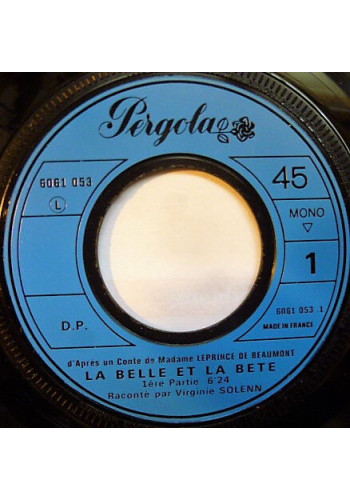 Pergola
6061 053
L
45
MONO
1
6061 053 1
D.P.
MADE IN FRANCE
d'Après un Conte de Madame LEPRINCE DE BEAUMONT
LA BELLE ET LA BETE
1ère Partie 6'24
Raconté par Virginie SOLENN